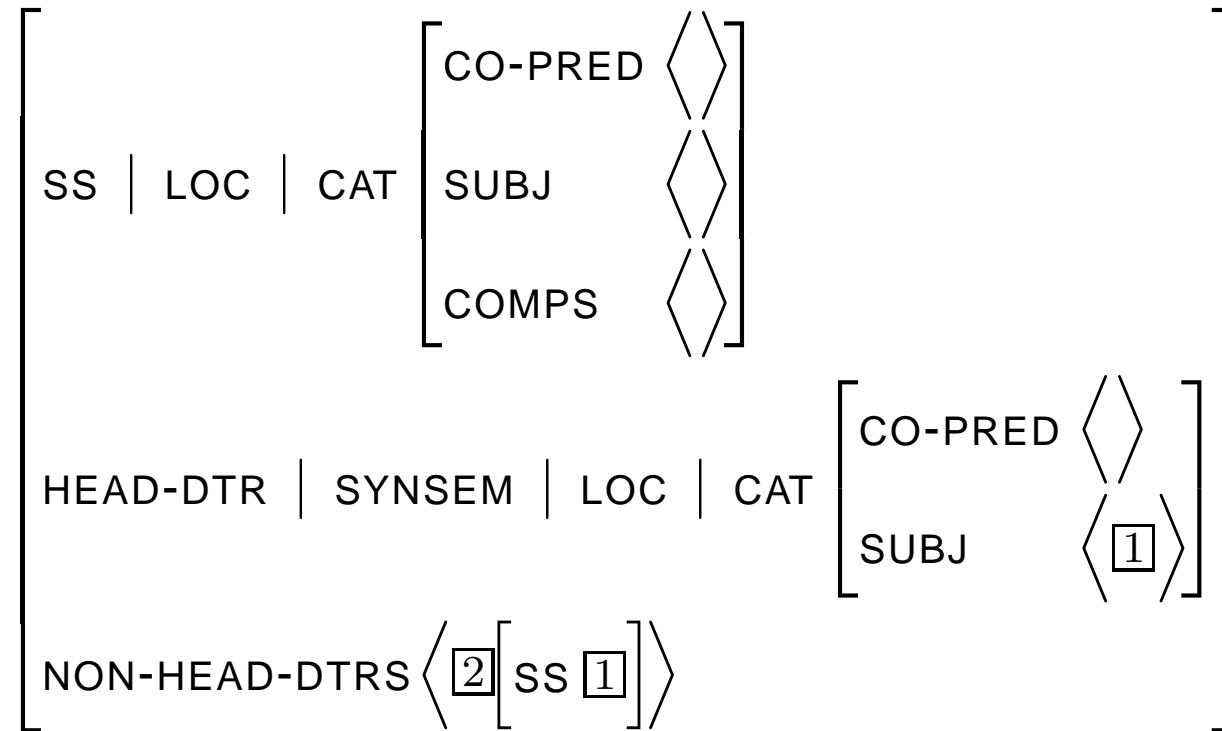 CO-PRED ⟨⟩
SS | LOC | CAT SUBJ ⟨⟩
COMPS ⟨⟩
CO-PRED ⟨⟩
HEAD-DTR | SYNSEM | LOC | CAT
SUBJ ⟨ 1 ⟩
NON-HEAD-DTRS ⟨ 2 [ SS 1 ] ⟩